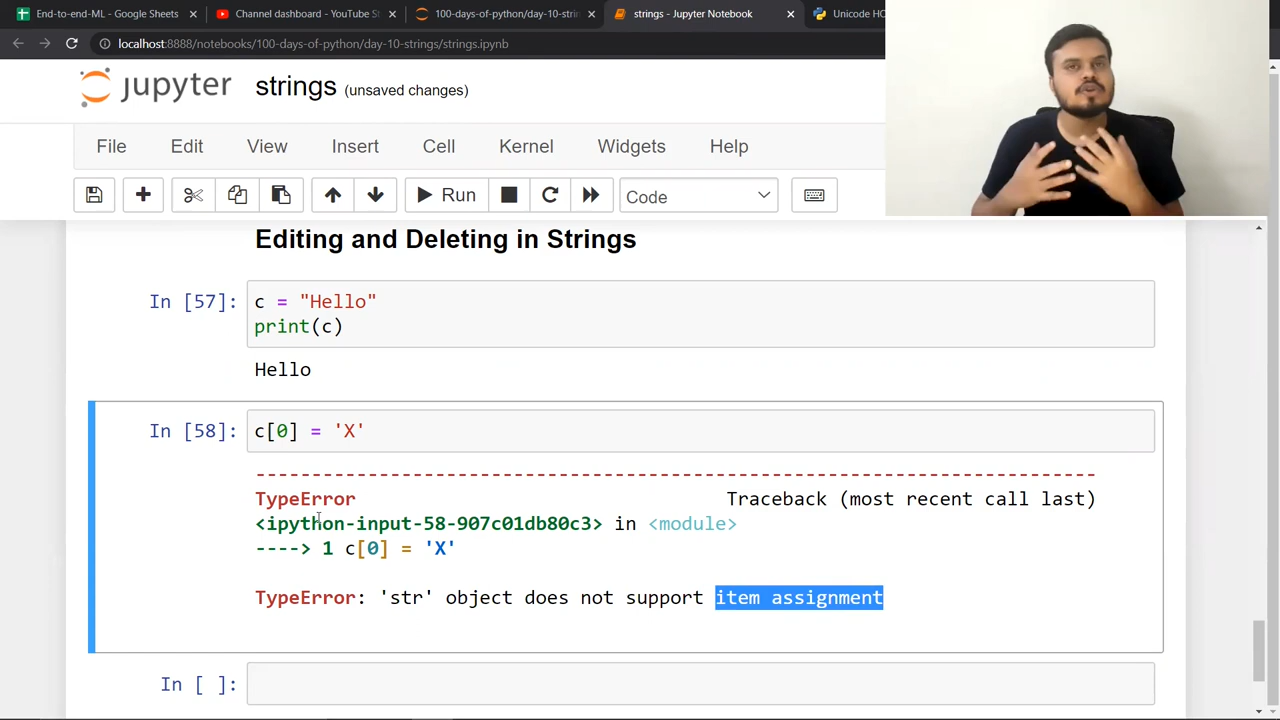 End-to-end-ML - Google Sheets
Channel dashboard - YouTube St
100-days-of-python/day-10-strin
strings - Jupyter Notebook
Unicode HO
localhost:8888/notebooks/100-days-of-python/day-10-strings/strings.ipynb
jupyter strings (unsaved changes)
File Edit View Insert Cell Kernel Widgets Help
Run Code
Editing and Deleting in Strings
In [57]: c = "Hello"
print(c)
Hello
In [58]: c[0] = 'X'
---------------------------------------------------------------------------
TypeError Traceback (most recent call last)
<ipython-input-58-907c01db80c3> in <module>
----> 1 c[0] = 'X'
TypeError: 'str' object does not support item assignment
In [ ]: